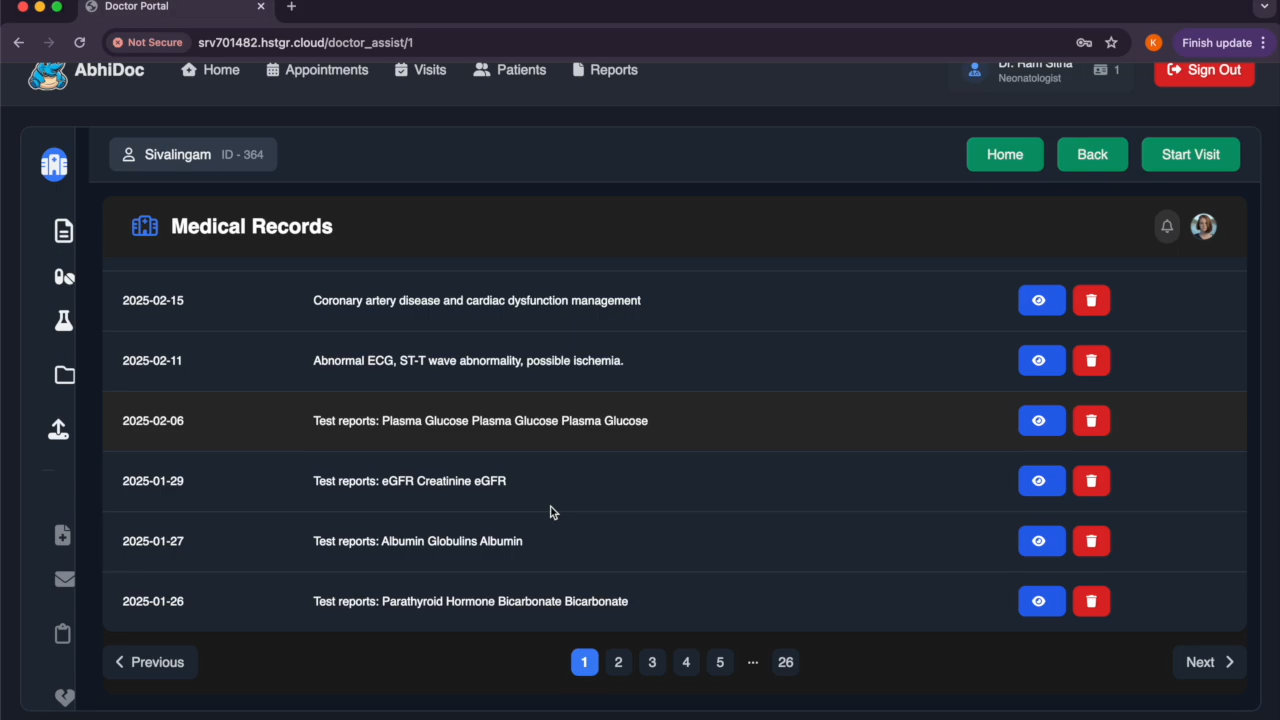 Doctor Portal
Not Secure srv701482.hstgr.cloud/doctor_assist/1 K Finish update
AbhiDoc Home Appointments Visits Patients Reports Dr. Ram Sitha 1 Sign Out
Neonatologist
Sivalingam ID - 364 Home Back Start Visit
Medical Records
2025-02-15 Coronary artery disease and cardiac dysfunction management
2025-02-11 Abnormal ECG, ST-T wave abnormality, possible ischemia.
2025-02-06 Test reports: Plasma Glucose Plasma Glucose Plasma Glucose
2025-01-29 Test reports: eGFR Creatinine eGFR
2025-01-27 Test reports: Albumin Globulins Albumin
2025-01-26 Test reports: Parathyroid Hormone Bicarbonate Bicarbonate
Previous 1 2 3 4 5 ... 26 Next